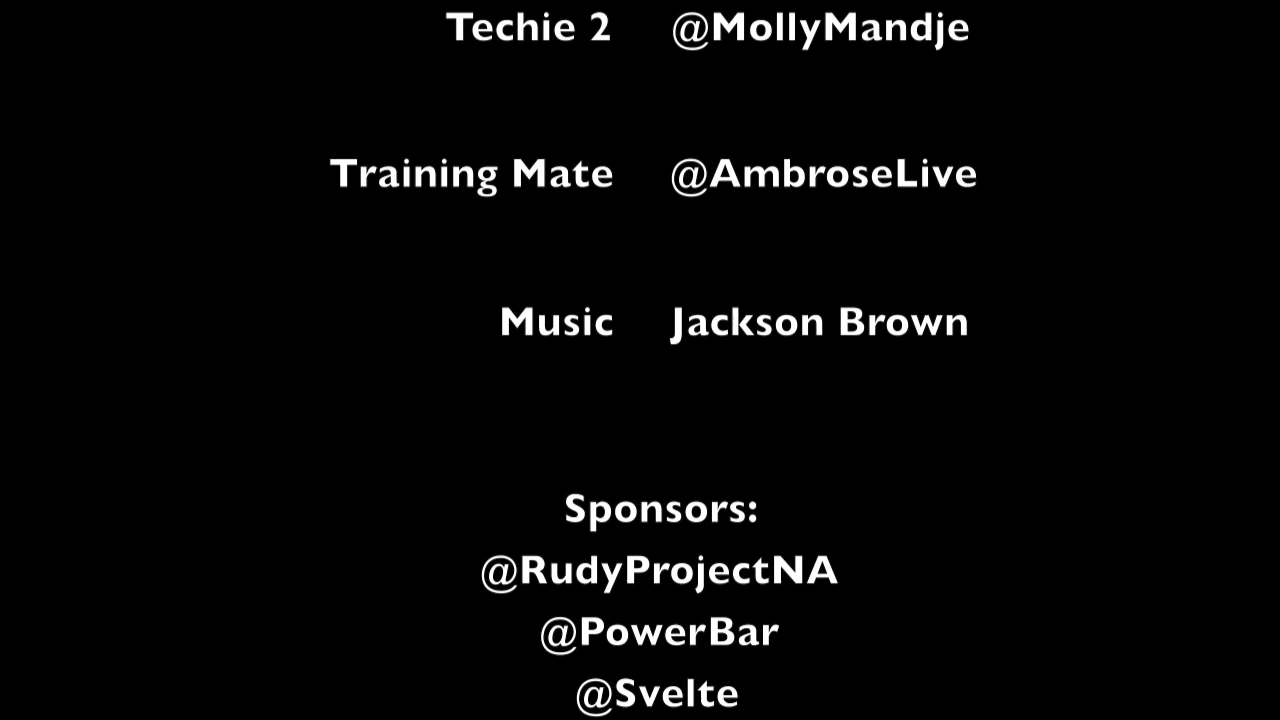 Techie 2 @MollyMandje
Training Mate @AmbroseLive
Music Jackson Brown
Sponsors:
@RudyProjectNA
@PowerBar
@Svelte